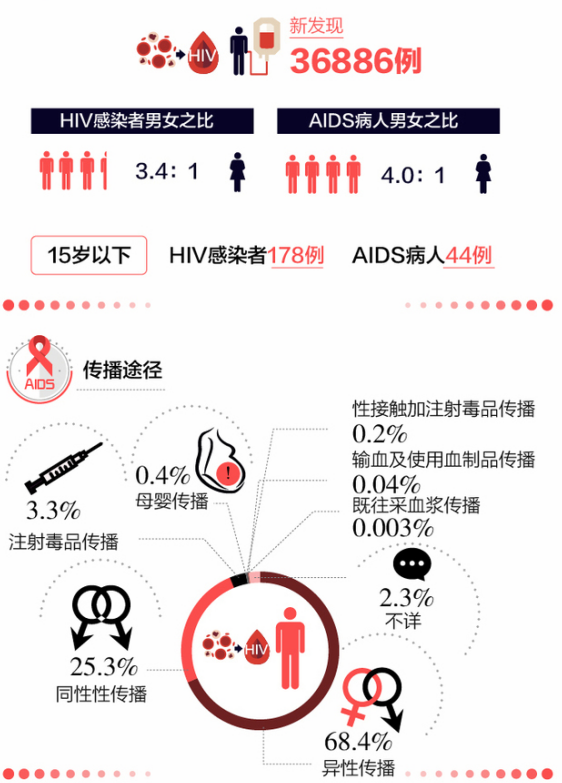 新发现
HIV
36886例
HIV感染者男女之比
AIDS病人男女之比
3.4：1
4.0：1
15岁以下
HIV感染者178例
AIDS病人44例
AIDS
传播途径
性接触加注射毒品传播
0.2%
输血及使用血制品传播
0.04%
既往采血浆传播
0.003%
0.4%
母婴传播
!
3.3%
注射毒品传播
2.3%
不详
25.3%
同性性传播
HIV
68.4%
异性传播